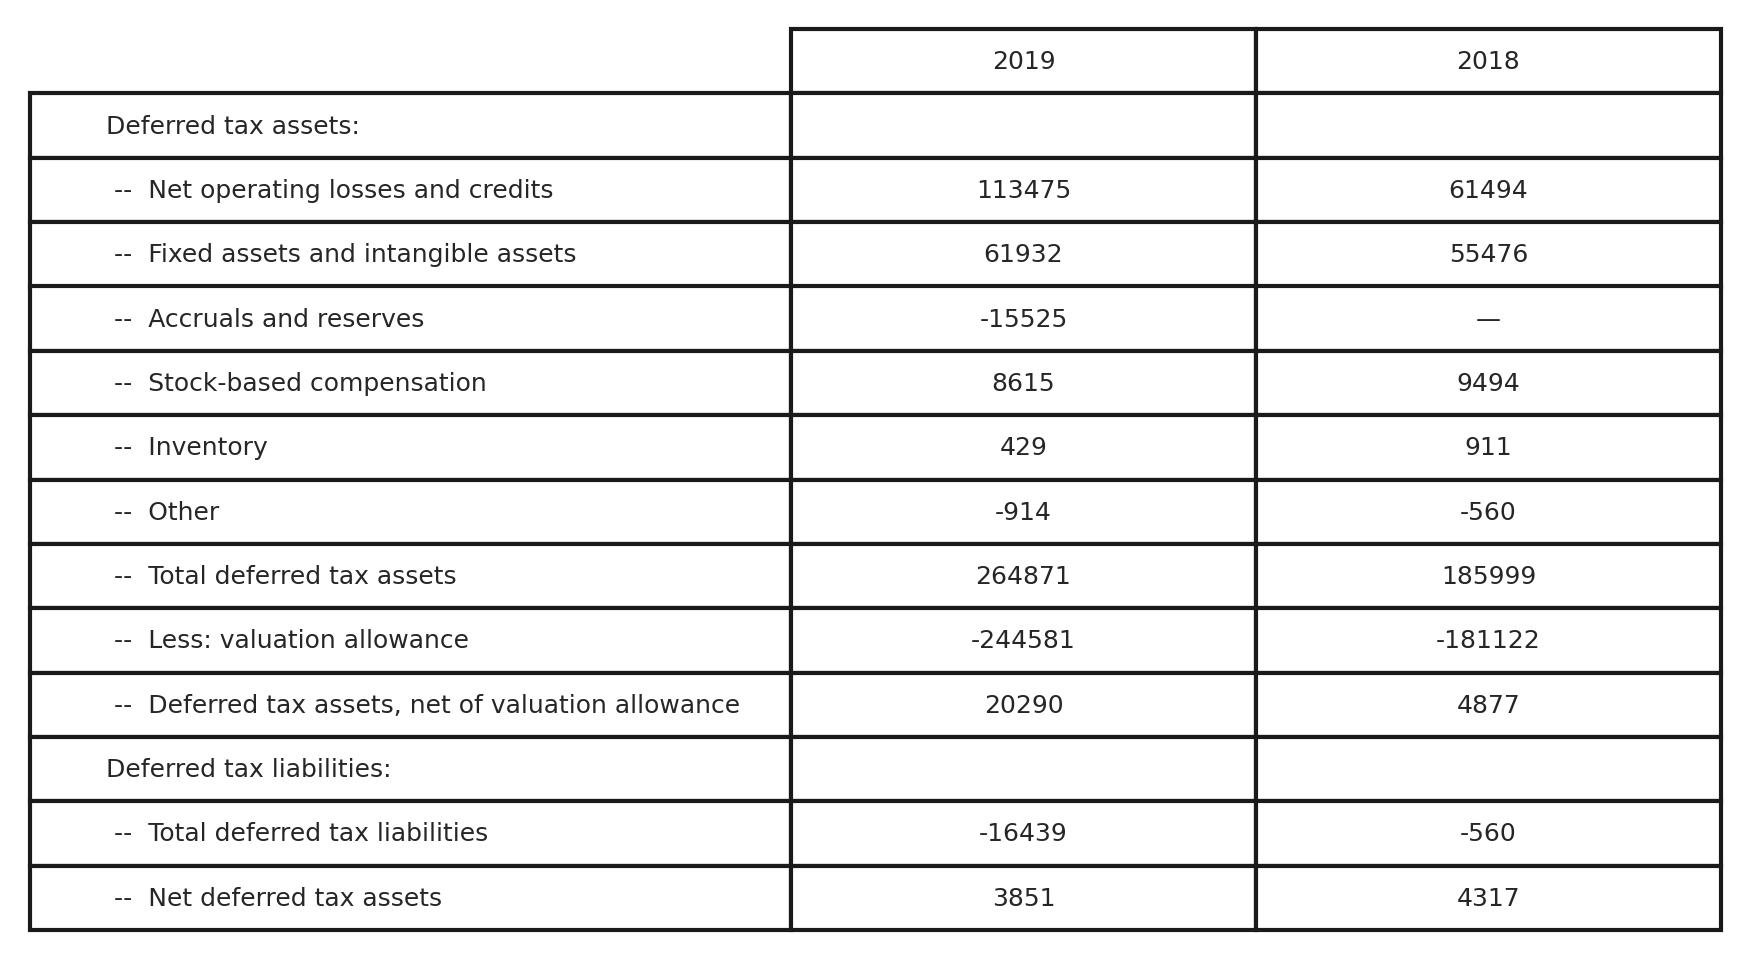 2019 2018
Deferred tax assets:
-- Net operating losses and credits 113475 61494
-- Fixed assets and intangible assets 61932 55476
-- Accruals and reserves -15525 —
-- Stock-based compensation 8615 9494
-- Inventory 429 911
-- Other -914 -560
-- Total deferred tax assets 264871 185999
-- Less: valuation allowance -244581 -181122
-- Deferred tax assets, net of valuation allowance 20290 4877
Deferred tax liabilities:
-- Total deferred tax liabilities -16439 -560
-- Net deferred tax assets 3851 4317